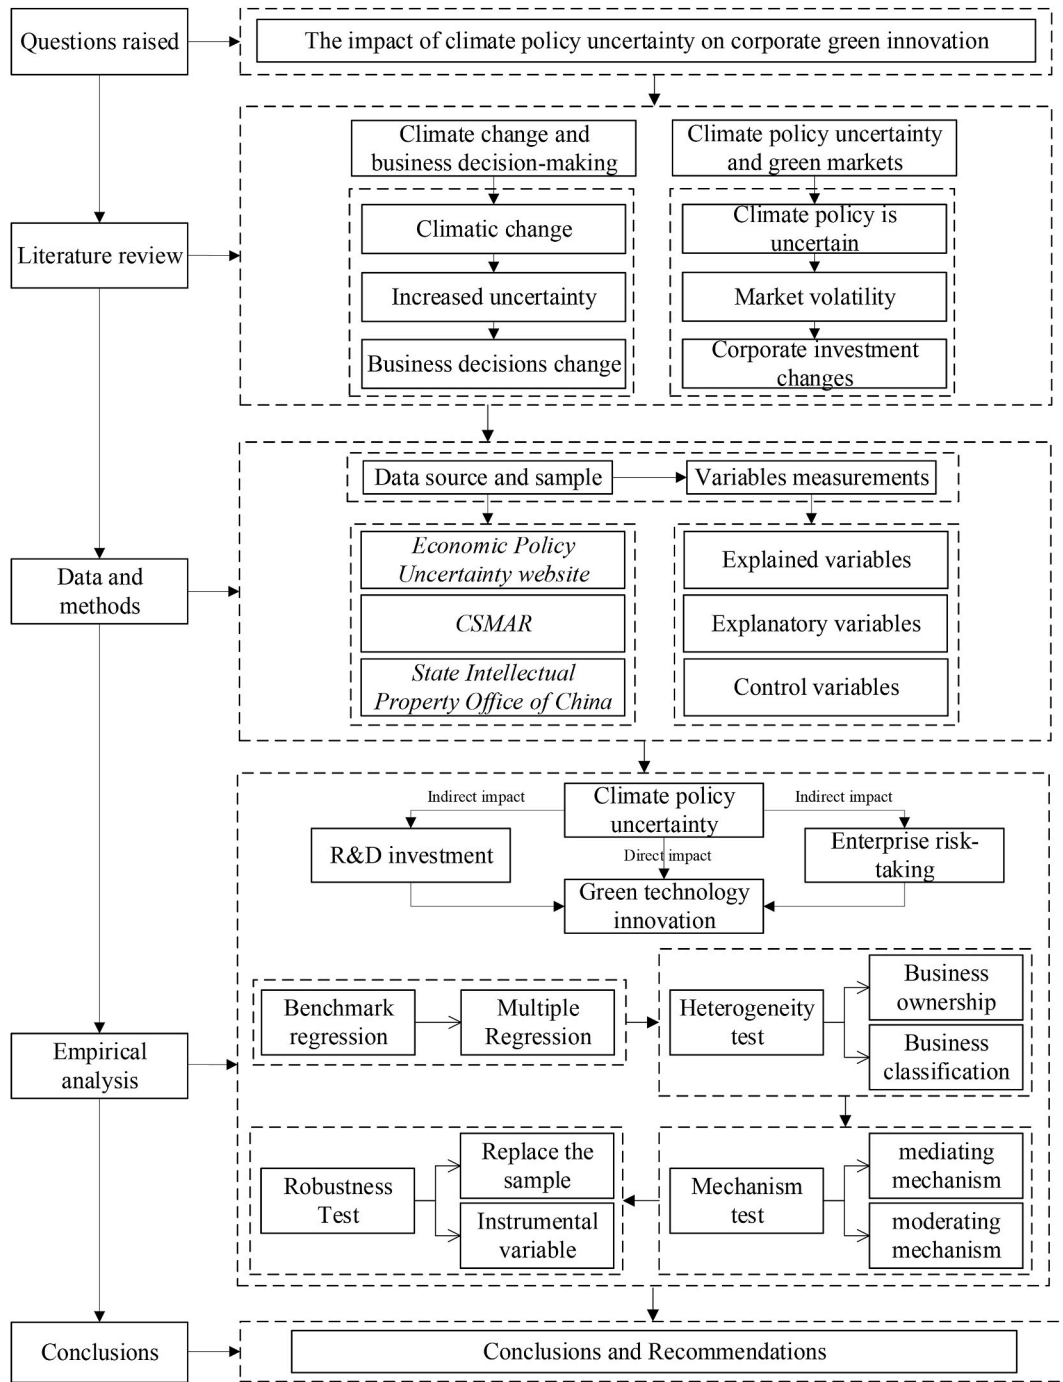 Questions raised
The impact of climate policy uncertainty on corporate green innovation
Literature review
Climate change and
business decision-making
Climatic change
Increased uncertainty
Business decisions change
Climate policy uncertainty
and green markets
Climate policy is
uncertain
Market volatility
Corporate investment
changes
Data and
methods
Data source and sample
Variables measurements
Economic Policy
Uncertainty website
CSMAR
State Intellectual
Property Office of China
Explained variables
Explanatory variables
Control variables
Empirical
analysis
Climate policy
uncertainty
Indirect impact
Indirect impact
R&D investment
Direct impact
Enterprise risk-
taking
Green technology
innovation
Benchmark
regression
Multiple
Regression
Heterogeneity
test
Business
ownership
Business
classification
Robustness
Test
Replace the
sample
Instrumental
variable
Mechanism
test
mediating
mechanism
moderating
mechanism
Conclusions
Conclusions and Recommendations